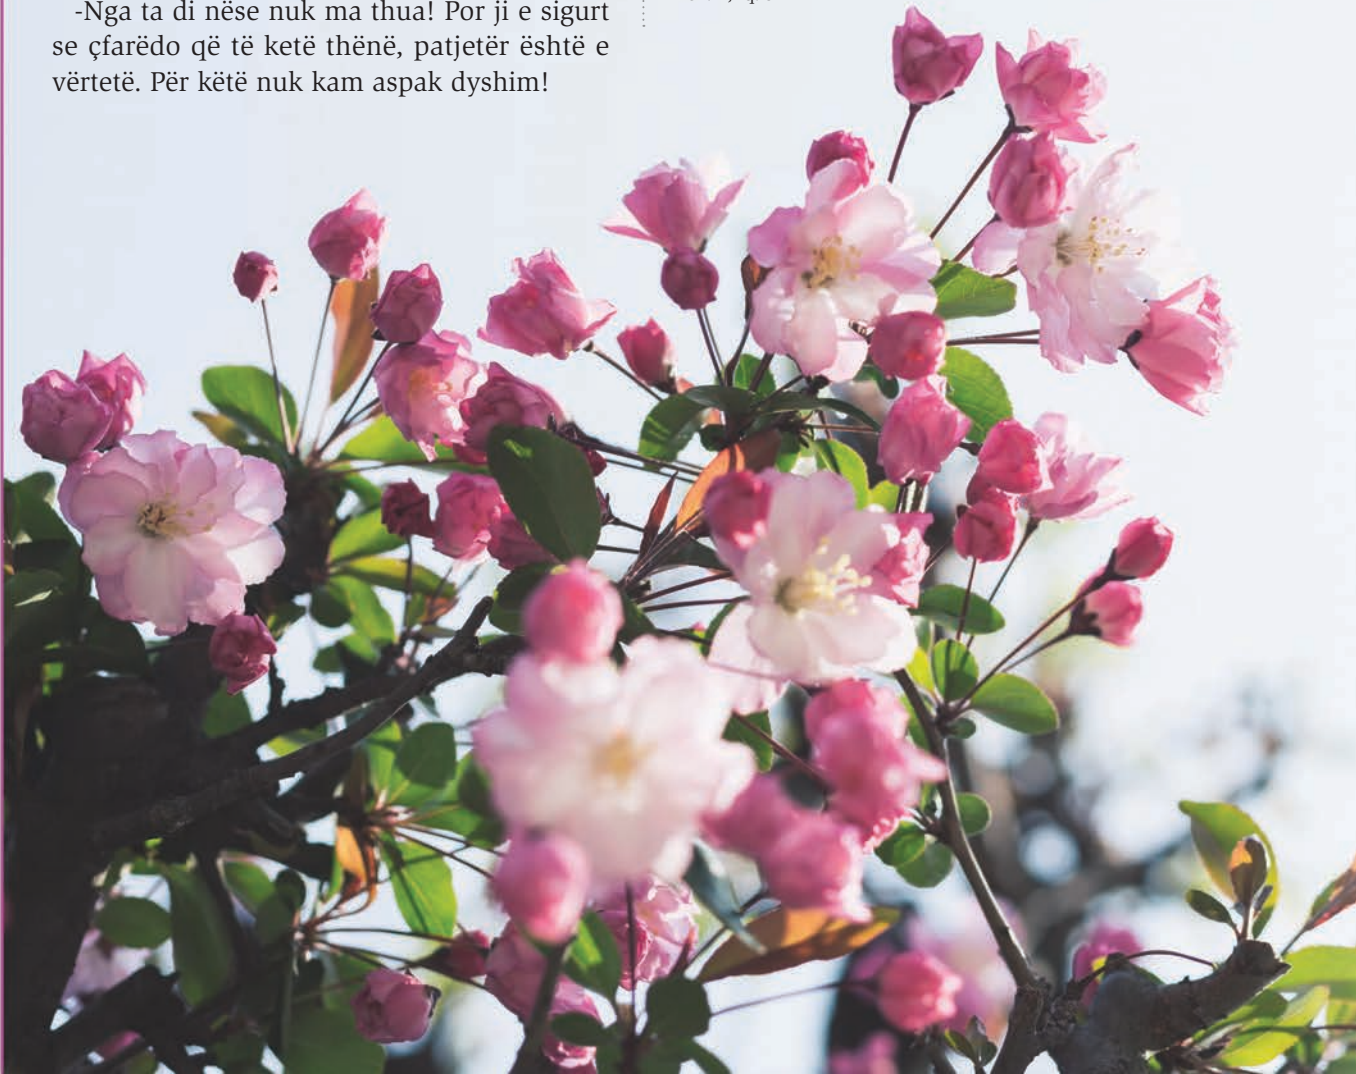 -Nga ta di nëse nuk ma thua! Por ji e sigurt
se çfarëdo që të ketë thënë, patjetër është e
vërtetë. Për këtë nuk kam aspak dyshim!